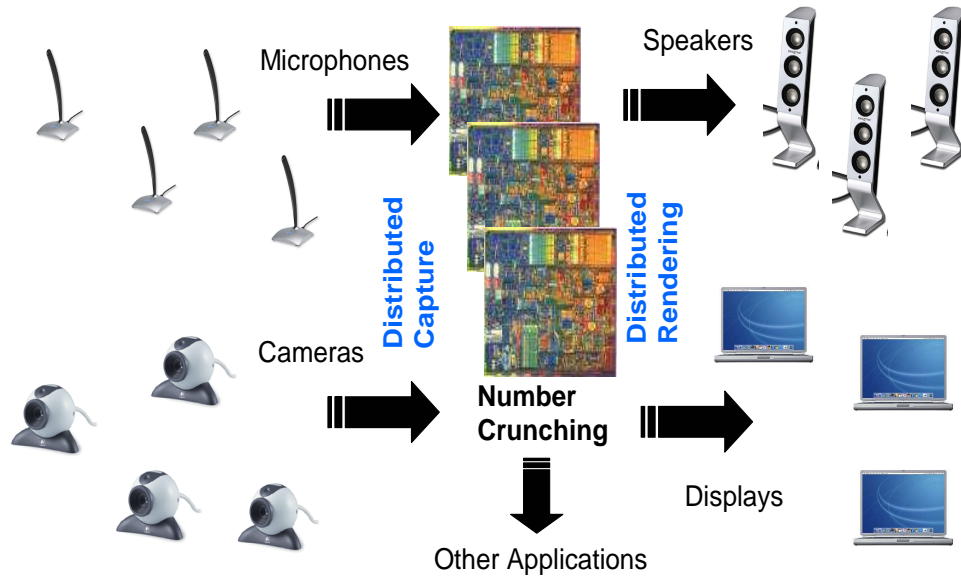 Microphones
Speakers
Distributed
Capture
Distributed
Rendering
Cameras
Number
Crunching
Displays
Other Applications